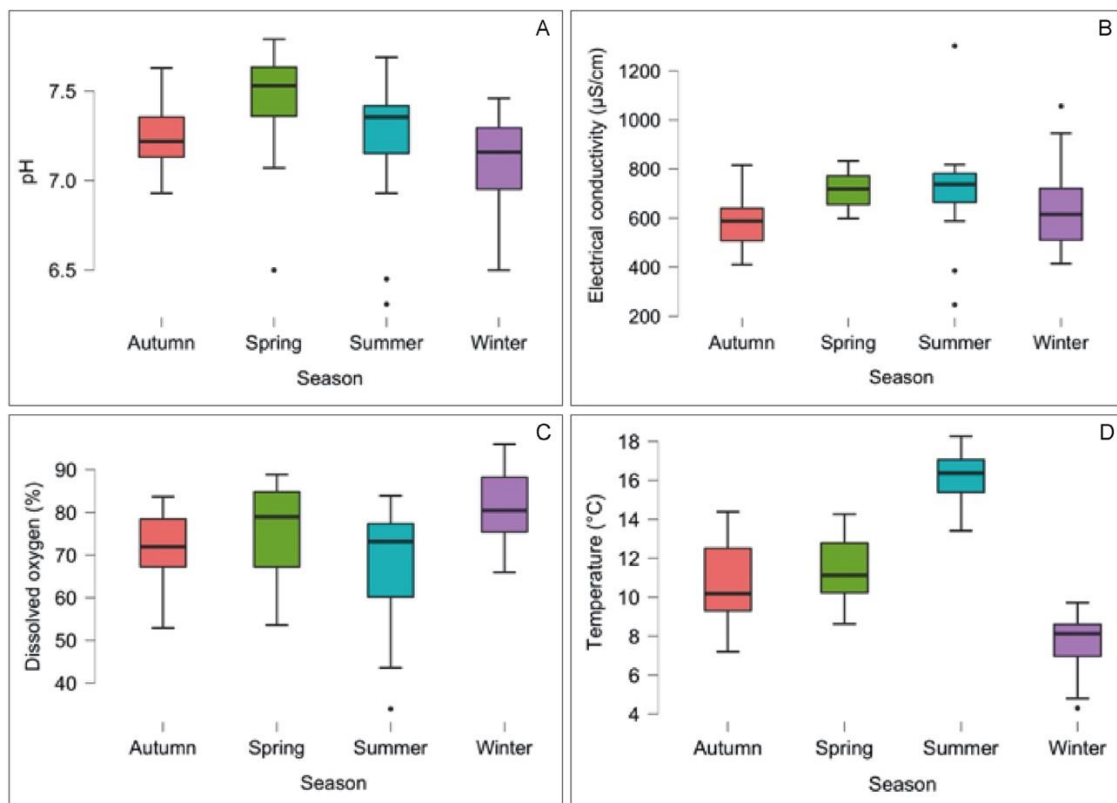 A
pH
7.5
7.0
6.5
Autumn Spring Summer Winter
Season
B
Electrical conductivity (µS/cm)
1200
1000
800
600
400
200
Autumn Spring Summer Winter
Season
C
Dissolved oxygen (%)
90
80
70
60
50
40
Autumn Spring Summer Winter
Season
D
Temperature (°C)
18
16
14
12
10
8
6
4
Autumn Spring Summer Winter
Season